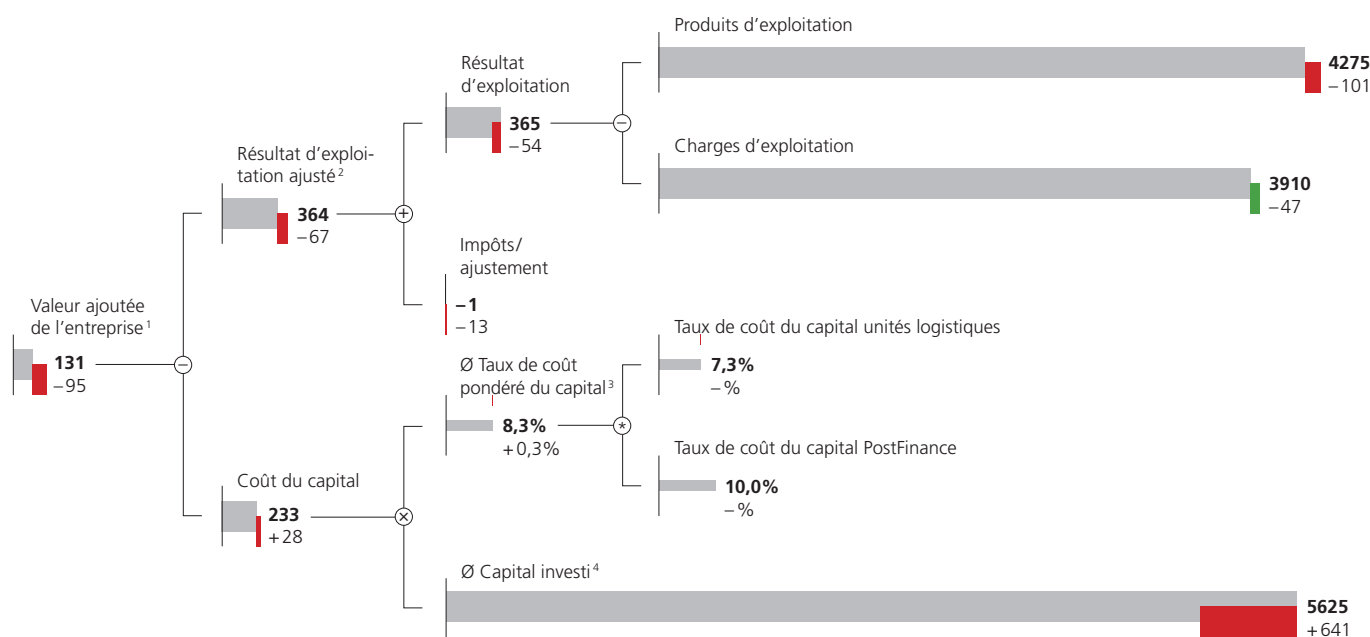 Produits d’exploitation
4275
–101
Résultat
d’exploitation
365
–54
–
Charges d’exploitation
3910
–47
Résultat d’exploi-
tation ajusté 2
364
–67
+
Impôts/
ajustement
–1
–13
Valeur ajoutée
de l’entreprise 1
131
–95
–
Taux de coût du capital unités logistiques
7,3%
–%
Ø Taux de coût
pondéré du capital 3
8,3%
+0,3%
*
Taux de coût du capital PostFinance
10,0%
–%
Coût du capital
233
+28
×
Ø Capital investi 4
5625
+641